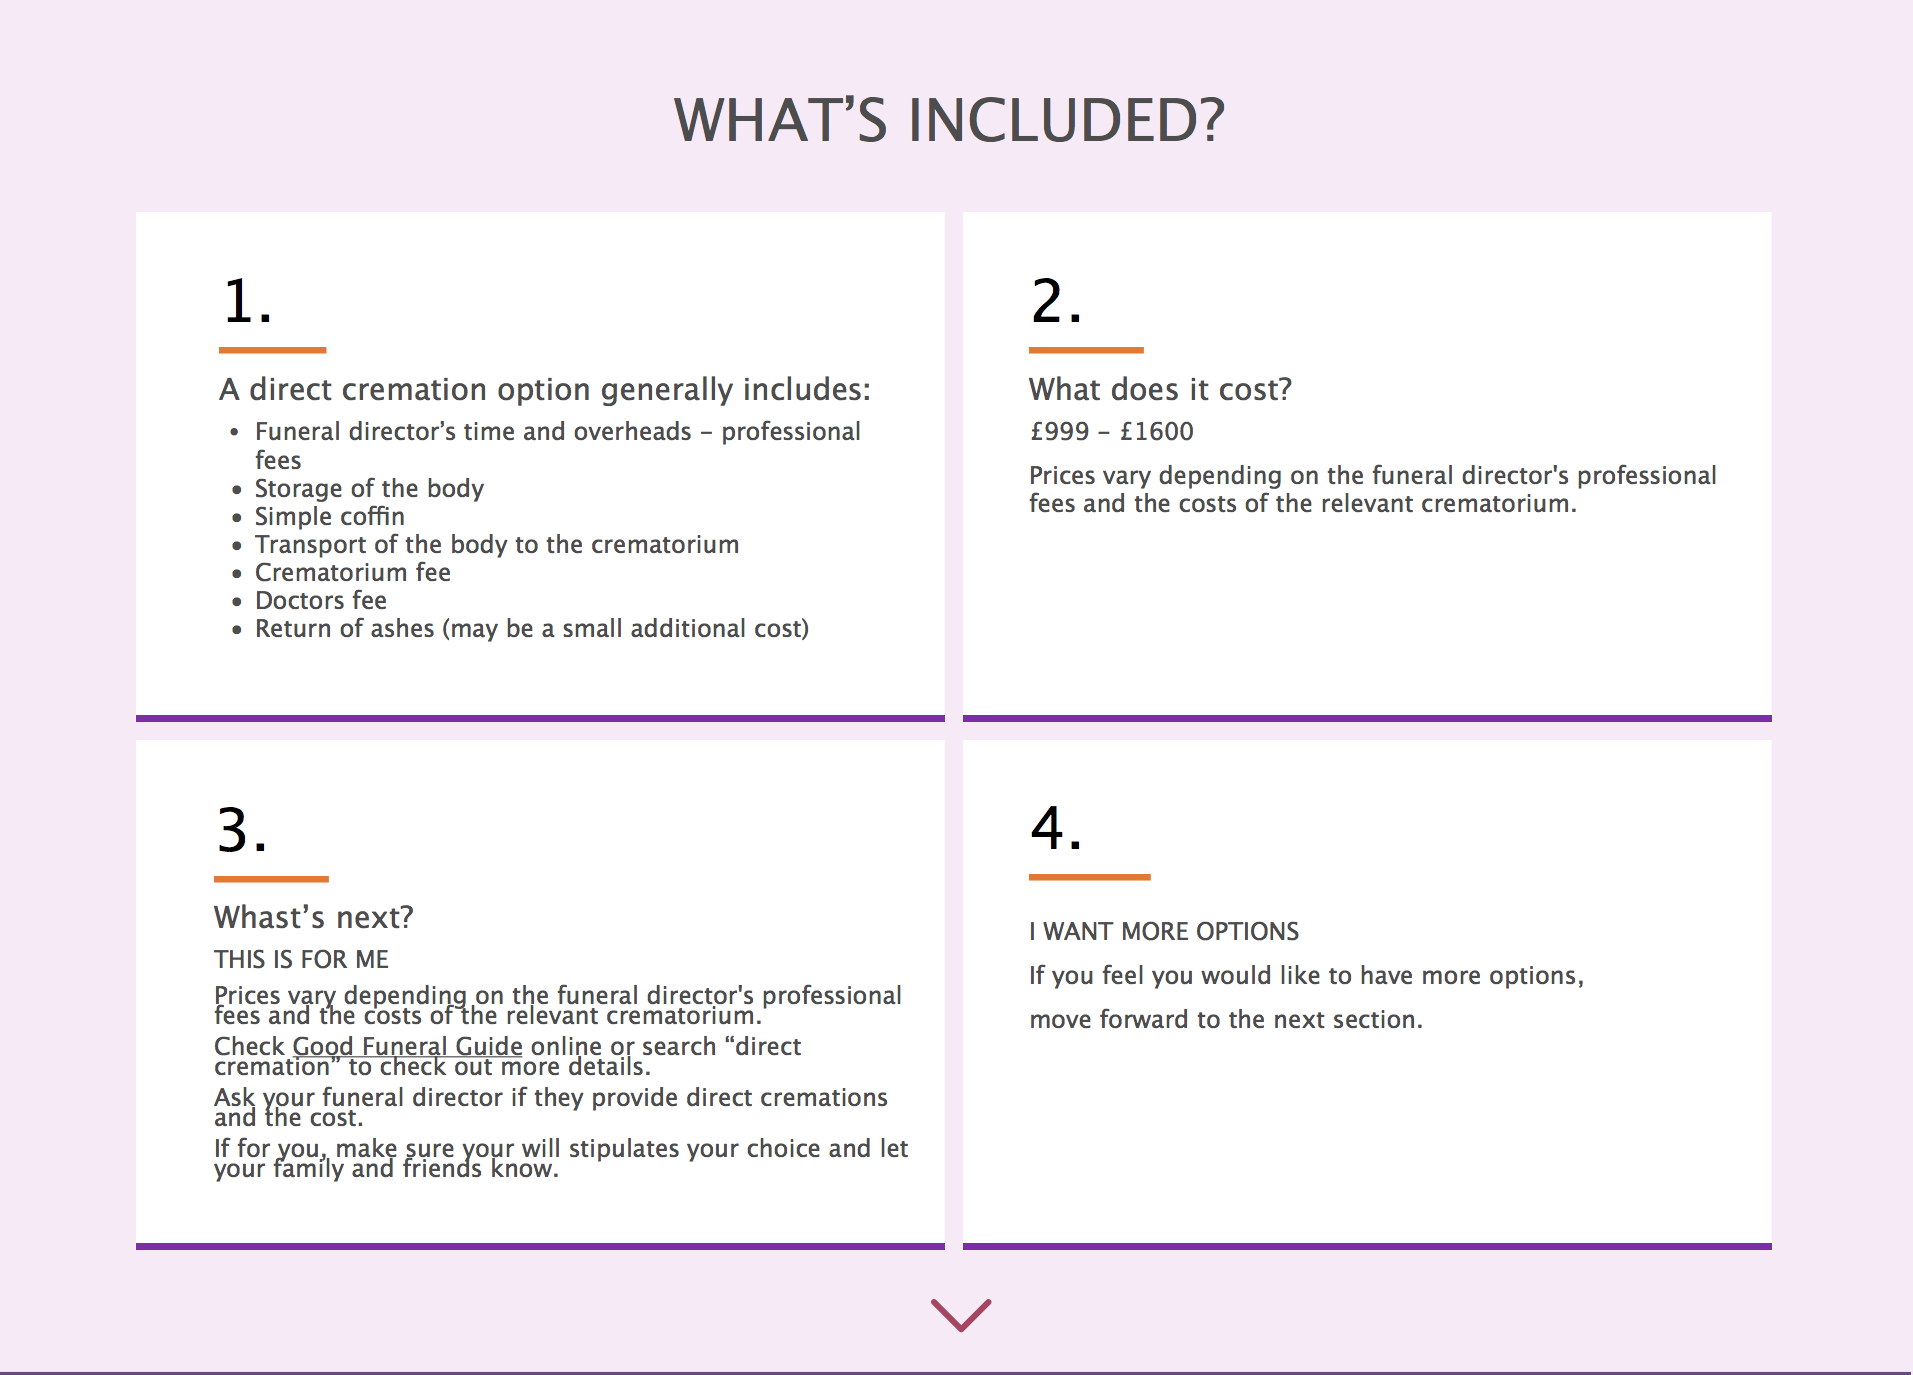 WHAT’S INCLUDED?
1.
A direct cremation option generally includes:
• Funeral director’s time and overheads – professional
fees
• Storage of the body
• Simple coffin
• Transport of the body to the crematorium
• Crematorium fee
• Doctors fee
• Return of ashes (may be a small additional cost)
2.
What does it cost?
£999 – £1600
Prices vary depending on the funeral director's professional
fees and the costs of the relevant crematorium.
3.
Whast’s next?
THIS IS FOR ME
Prices vary depending on the funeral director's professional
fees and the costs of the relevant crematorium.
Check Good Funeral Guide online or search “direct
cremation” to check out more details.
Ask your funeral director if they provide direct cremations
and the cost.
If for you, make sure your will stipulates your choice and let
your family and friends know.
4.
I WANT MORE OPTIONS
If you feel you would like to have more options,
move forward to the next section.